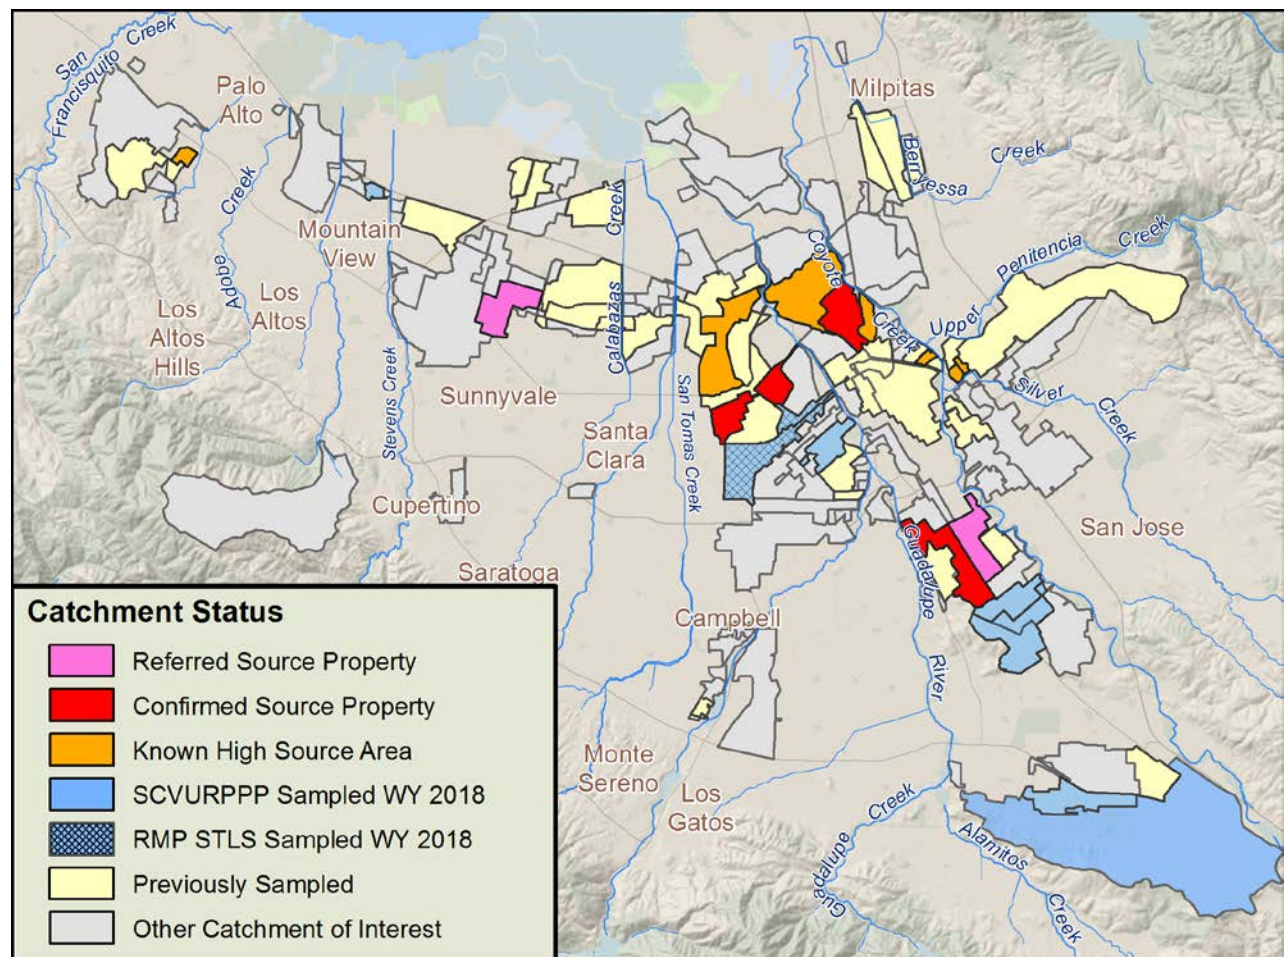 San
Francisquito Creek
Palo
Alto
Milpitas
Berryessa
Creek
Adobe
Creek
Mountain
View
Los
Altos
Los
Altos
Hills
Stevens Creek
Sunnyvale
Calabazas
Creek
San Tomas Creek
Santa
Clara
Cupertino
Saratoga
Coyote
Creek
Upper
Penitencia
Creek
Silver
Creek
San Jose
Guadalupe
River
Campbell
Monte
Sereno
Los
Gatos
Guadalupe
Creek
Alamitos
Creek
Catchment Status
Referred Source Property
Confirmed Source Property
Known High Source Area
SCVURPPP Sampled WY 2018
RMP STLS Sampled WY 2018
Previously Sampled
Other Catchment of Interest